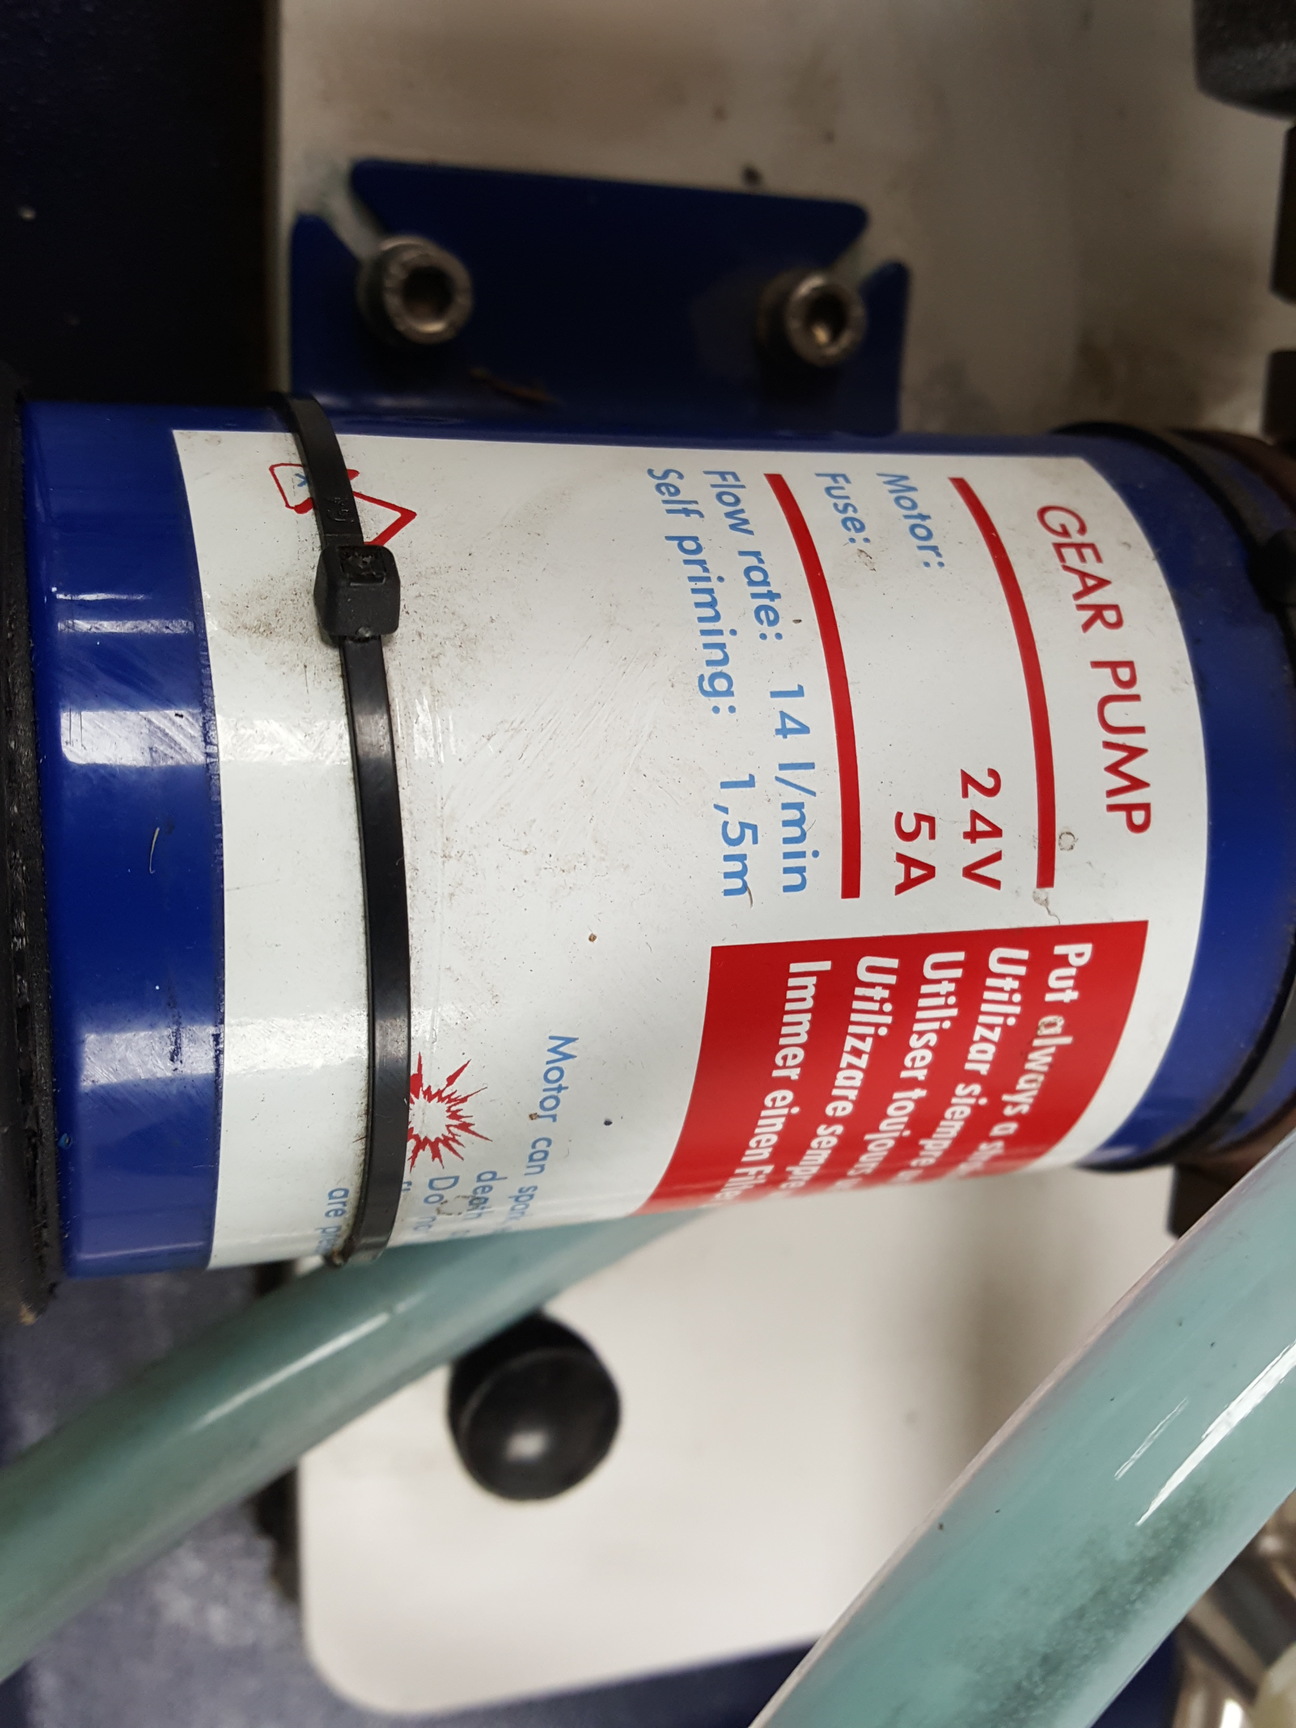 GEAR PUMP
Motor: 24V
Fuse: 5A
Flow rate: 14 l/min
Self priming: 1,5m
Put always a
Utilizar siempre
Utiliser toujours
Utilizzare sempre
Immer einen
Motor can